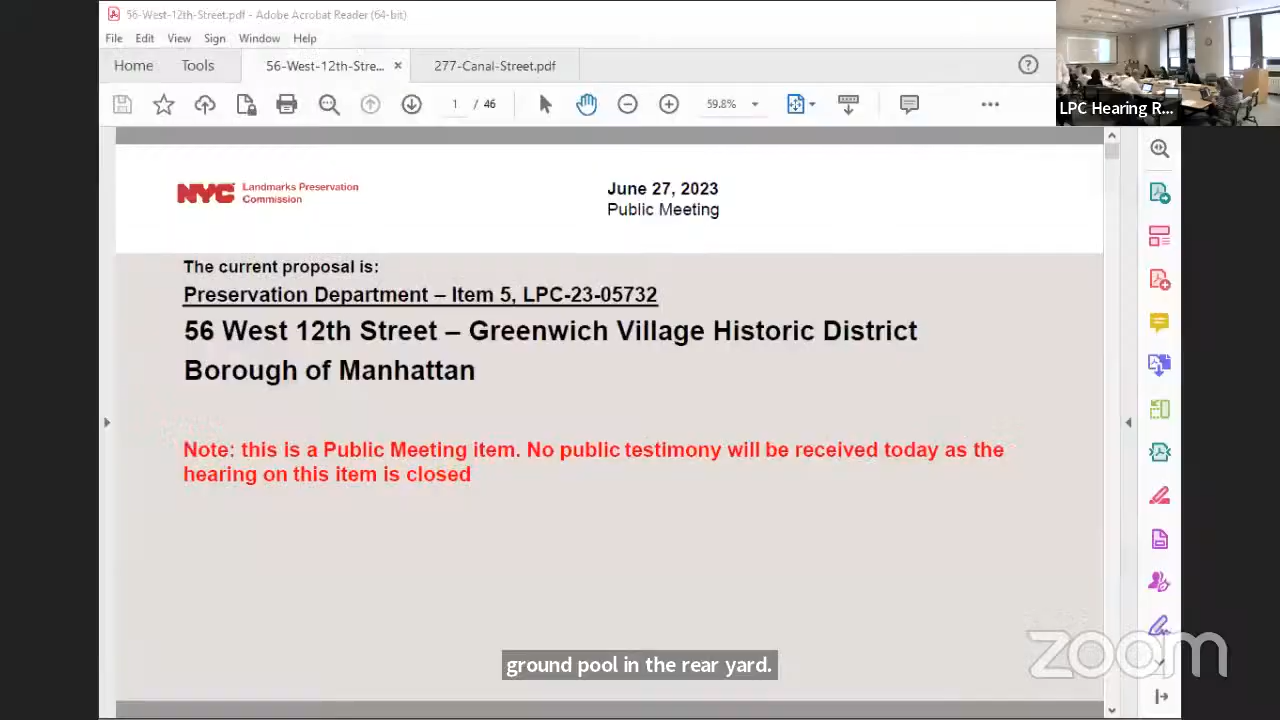 56-West-12th-Street.pdf - Adobe Acrobat Reader (64-bit)
File Edit View Sign Window Help
Home Tools 56-West-12th-Stre... × 277-Canal-Street.pdf
1 / 46 59.8%
LPC Hearing R...
NYC Landmarks Preservation
Commission
June 27, 2023
Public Meeting
The current proposal is:
Preservation Department – Item 5, LPC-23-05732
56 West 12th Street – Greenwich Village Historic District
Borough of Manhattan
Note: this is a Public Meeting item. No public testimony will be received today as the
hearing on this item is closed
ground pool in the rear yard.
zoom